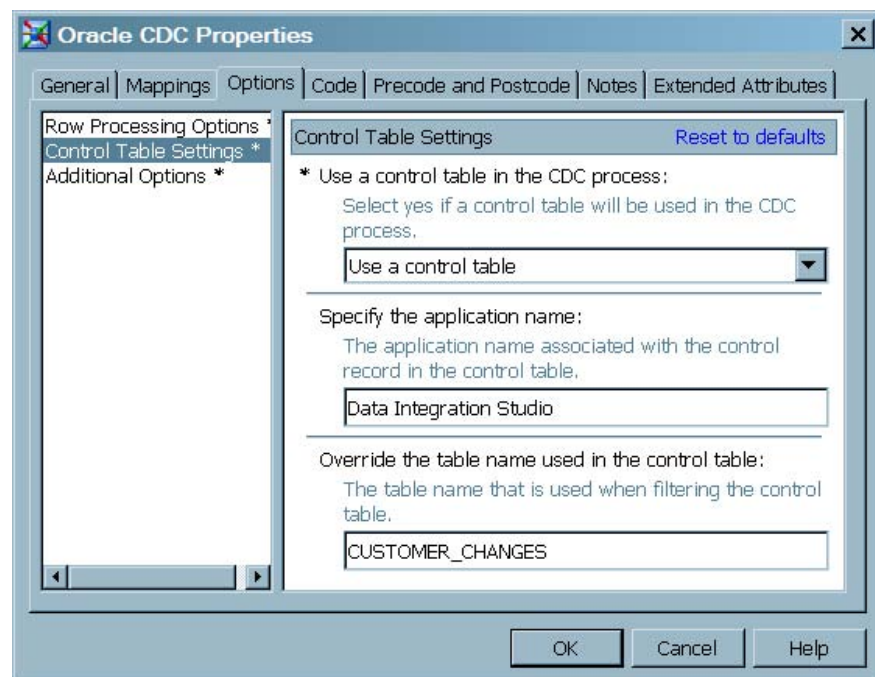 Oracle CDC Properties
General Mappings Options Code Precode and Postcode Notes Extended Attributes
Row Processing Options *
Control Table Settings *
Additional Options *
Control Table Settings Reset to defaults
* Use a control table in the CDC process:
Select yes if a control table will be used in the CDC
process.
Use a control table
Specify the application name:
The application name associated with the control
record in the control table.
Data Integration Studio
Override the table name used in the control table:
The table name that is used when filtering the control
table.
CUSTOMER_CHANGES
OK Cancel Help